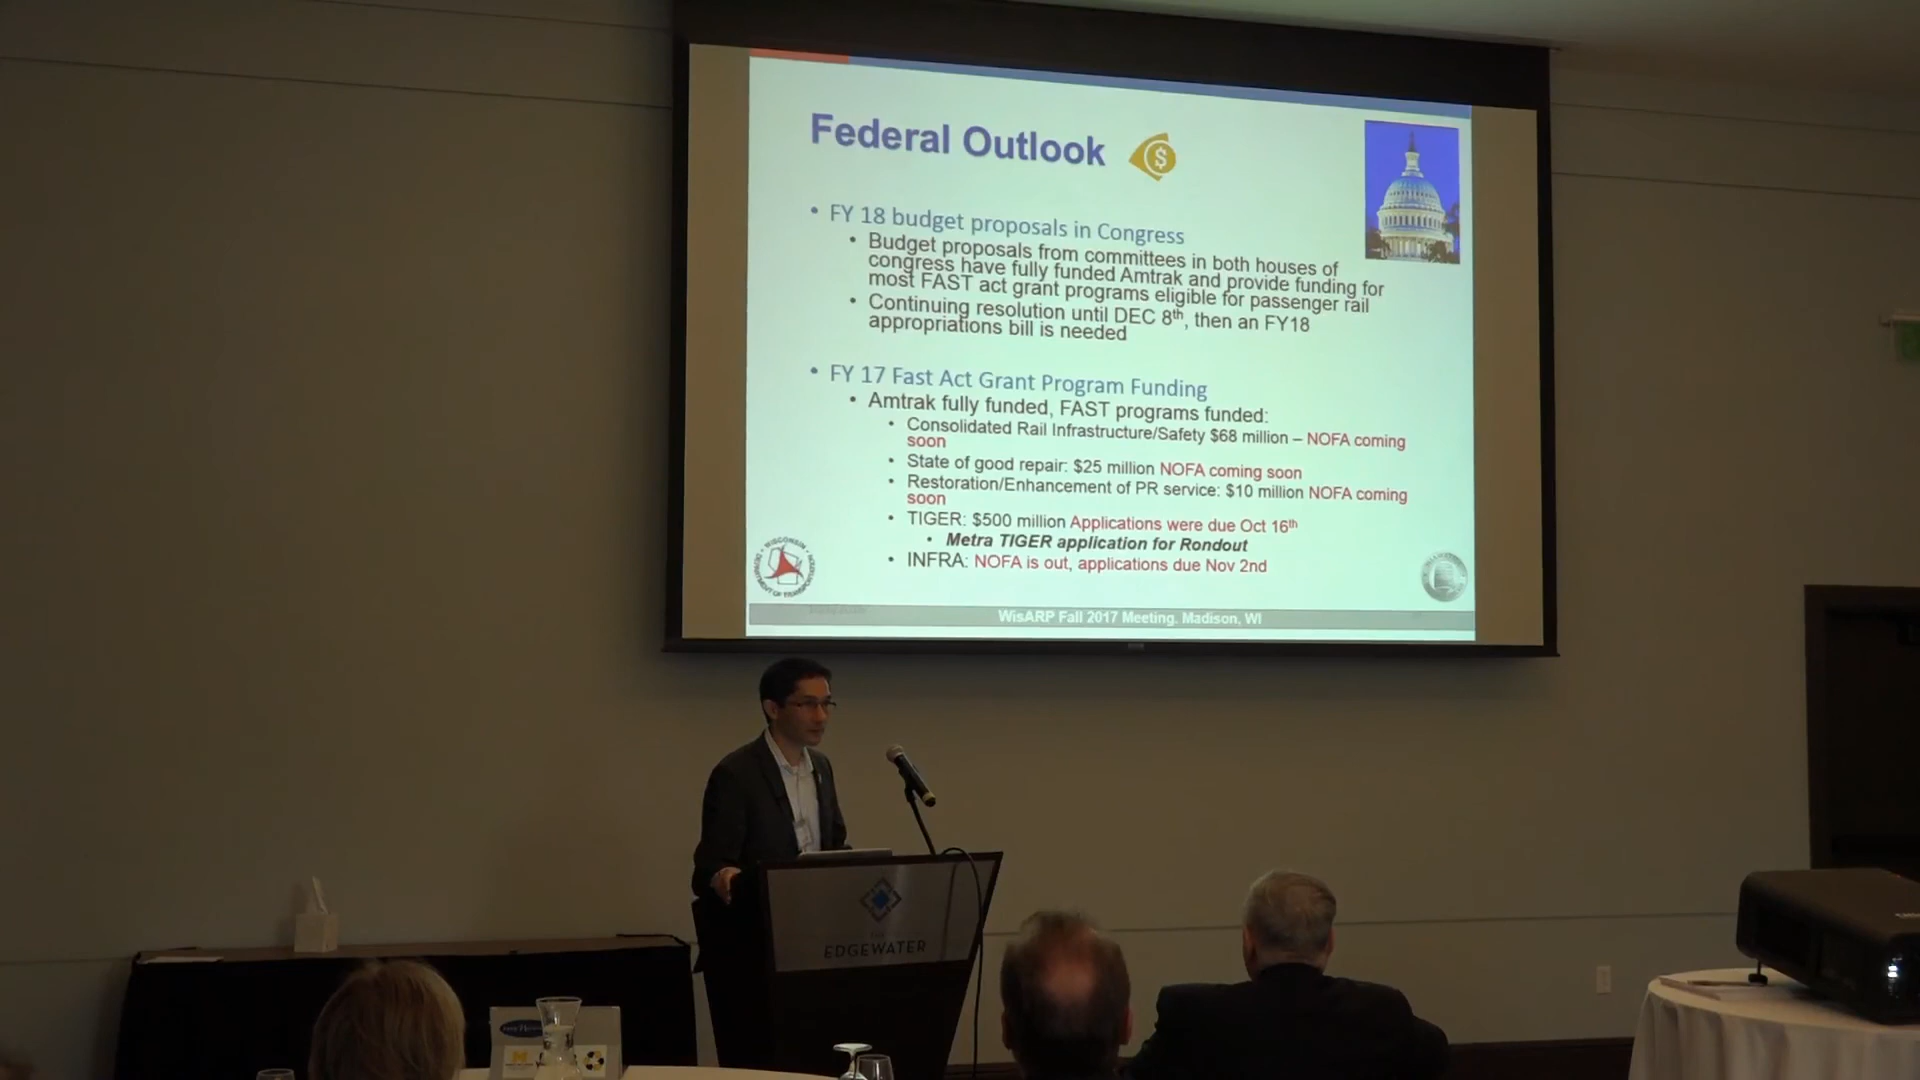 Federal Outlook
$
• FY 18 budget proposals in Congress
• Budget proposals from committees in both houses of
congress have fully funded Amtrak and provide funding for
most FAST act grant programs eligible for passenger rail
• Continuing resolution until DEC 8th, then an FY18
appropriations bill is needed
• FY 17 Fast Act Grant Program Funding
• Amtrak fully funded, FAST programs funded:
• Consolidated Rail Infrastructure/Safety $68 million – NOFA coming
soon
• State of good repair: $25 million NOFA coming soon
• Restoration/Enhancement of PR service: $10 million NOFA coming
soon
• TIGER: $500 million Applications were due Oct 16th
• Metra TIGER application for Rondout
• INFRA: NOFA is out, applications due Nov 2nd
WISCONSIN
DEPARTMENT OF TRANSPORTATION
WisARP Fall 2017 Meeting. Madison, WI
THE
EDGEWATER